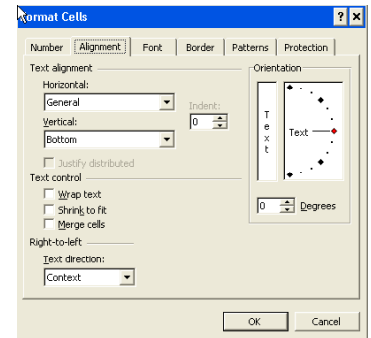 Format Cells
Number Alignment Font Border Patterns Protection
Text alignment
Horizontal:
General
Indent:
0
Vertical:
Bottom
Justify distributed
Text control
Wrap text
Shrink to fit
Merge cells
Right-to-left
Text direction:
Context
Orientation
Text
Text
0 Degrees
OK Cancel